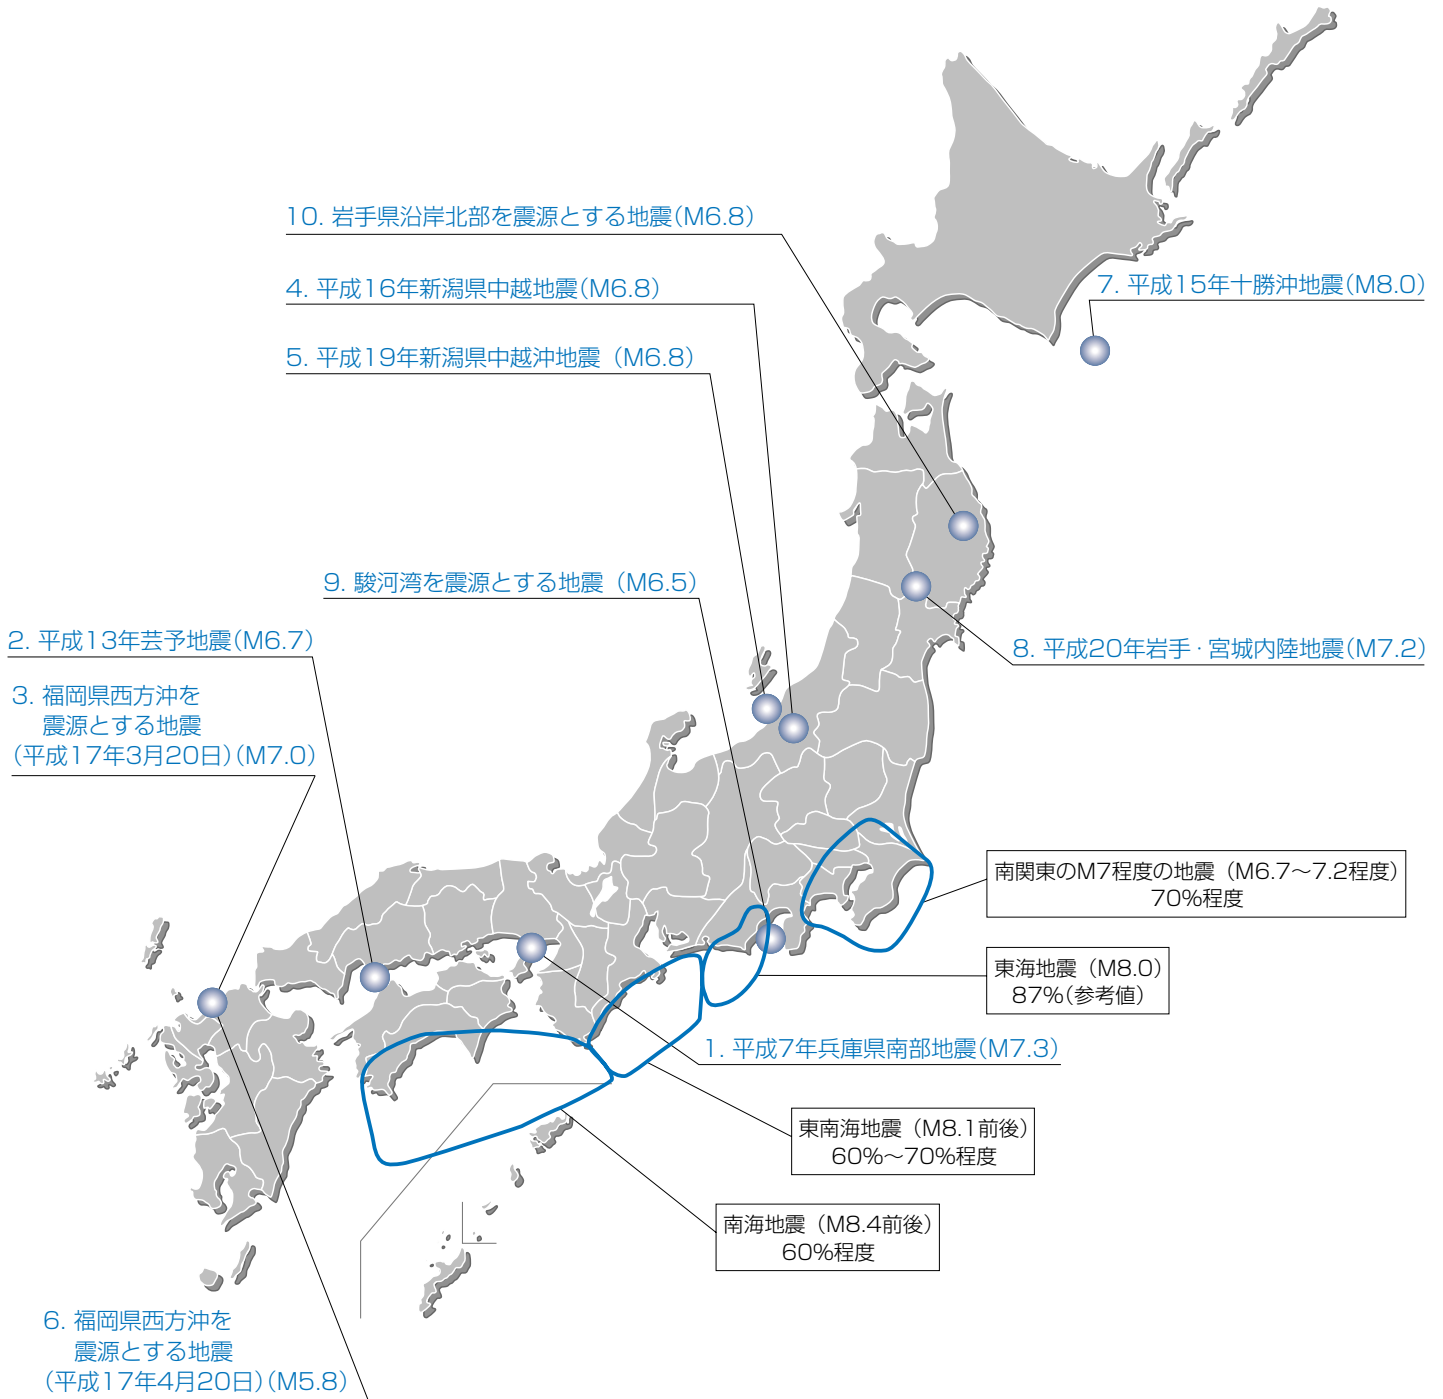 10. 岩手県沿岸北部を震源とする地震(M6.8)
4. 平成16年新潟県中越地震(M6.8)
7. 平成15年十勝沖地震(M8.0)
5. 平成19年新潟県中越沖地震（M6.8）
9. 駿河湾を震源とする地震（M6.5）
2. 平成13年芸予地震(M6.7)
8. 平成20年岩手・宮城内陸地震(M7.2)
3. 福岡県西方沖を
震源とする地震
(平成17年3月20日)(M7.0)
南関東のM7程度の地震（M6.7〜7.2程度）
70%程度
東海地震（M8.0）
87%(参考値)
1. 平成7年兵庫県南部地震(M7.3)
東南海地震（M8.1前後）
60%〜70%程度
南海地震（M8.4前後）
60%程度
6. 福岡県西方沖を
震源とする地震
(平成17年4月20日)(M5.8)